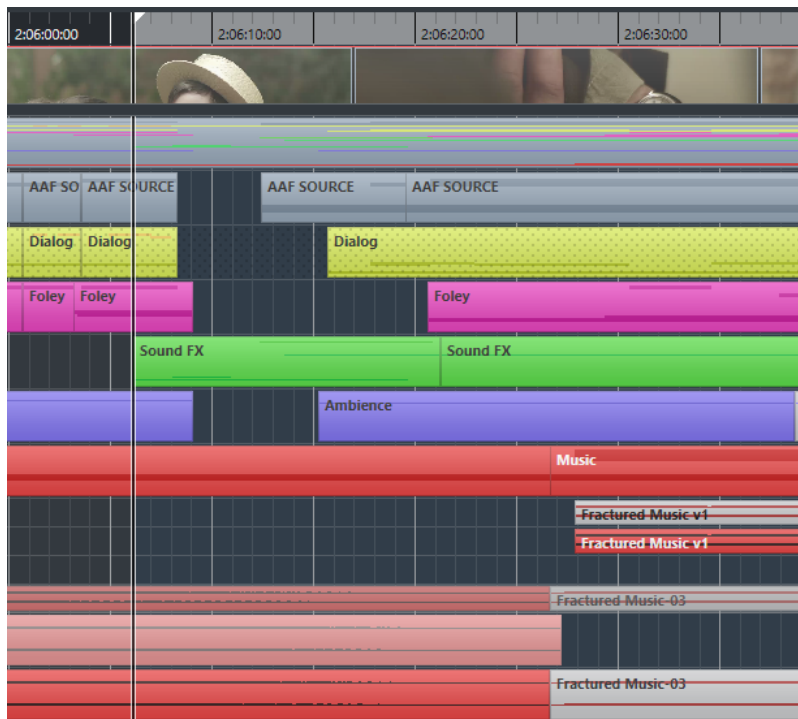 2:06:00:00 2:06:10:00 2:06:20:00 2:06:30:00
AAF SO AAF SOURCE AAF SOURCE AAF SOURCE
Dialog Dialog Dialog
Foley Foley Foley
Sound FX Sound FX
Ambience
Music
Fractured Music v1
Fractured Music v1
Fractured Music-03
Fractured Music-03